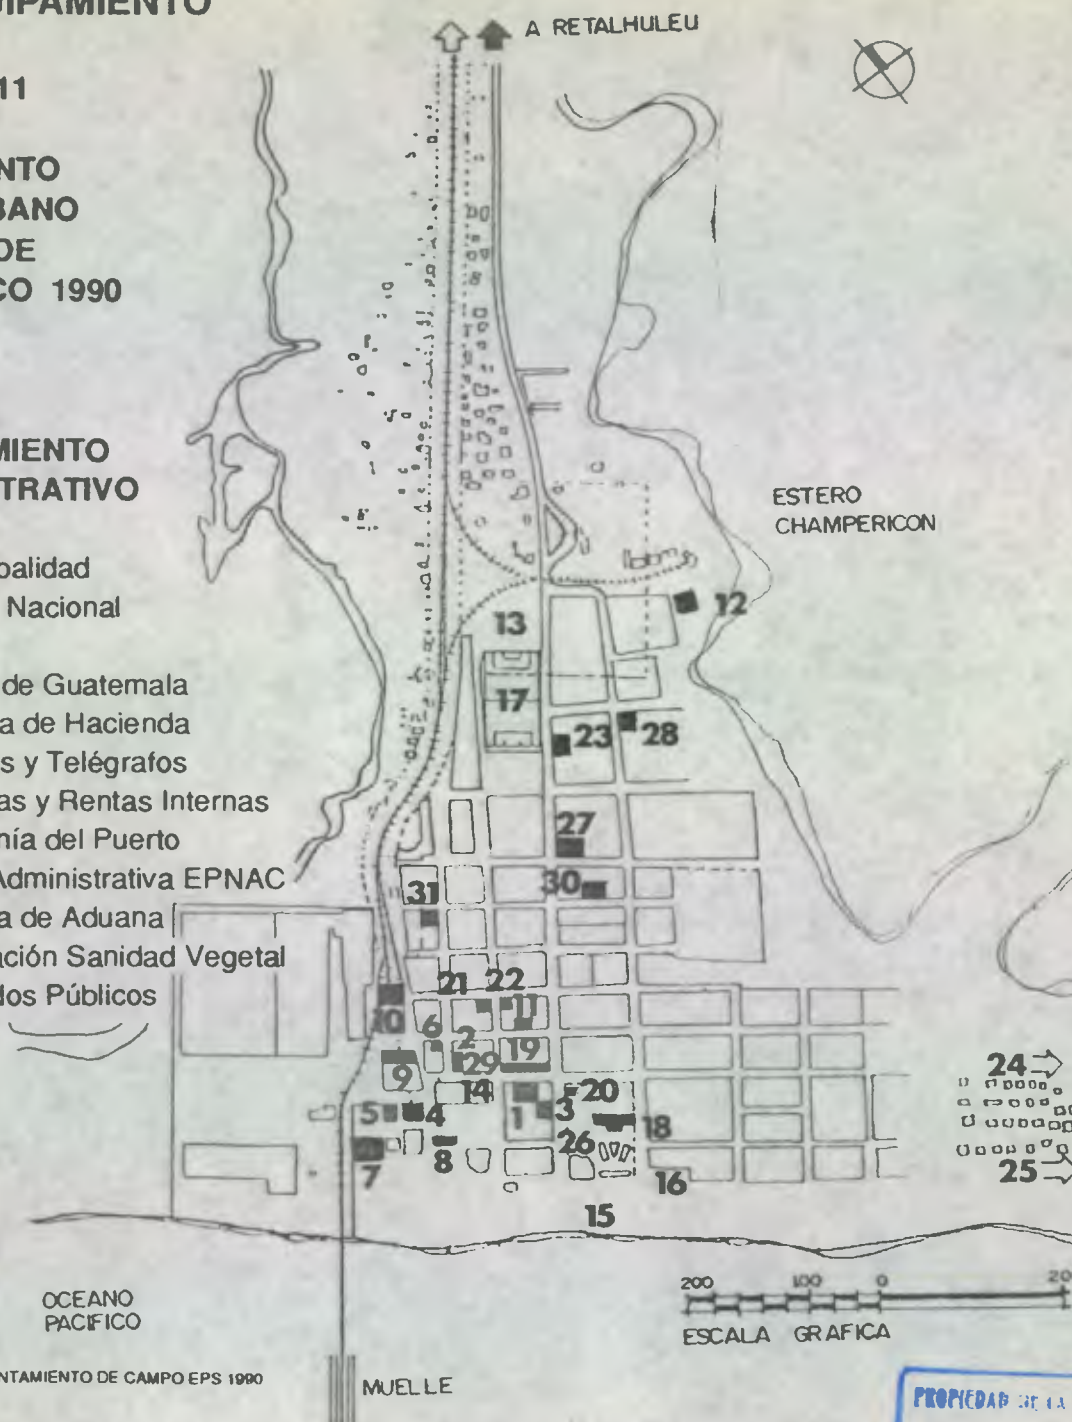 UIPAMIENTO
11
NTO
BANO
DE
CO 1990
MIENTO
TRATIVO
palidad
Nacional
de Guatemala
a de Hacienda
s y Telégrafos
as y Rentas Internas
nía del Puerto
Administrativa EPNAC
a de Aduana
ación Sanidad Vegetal
dos Públicos
A RETALHULEU
ESTERO
CHAMPERICON
12
13
17
23
28
27
30
31
21
22
10
11
6
2
19
9
29
14
20
5
4
1
3
18
7
8
26
16
15
24
25
OCEANO
PACIFICO
200 100 0 20
ESCALA GRAFICA
NTAMIENTO DE CAMPO EPS 1990
MUELLE
PROPIEDAD DE LA